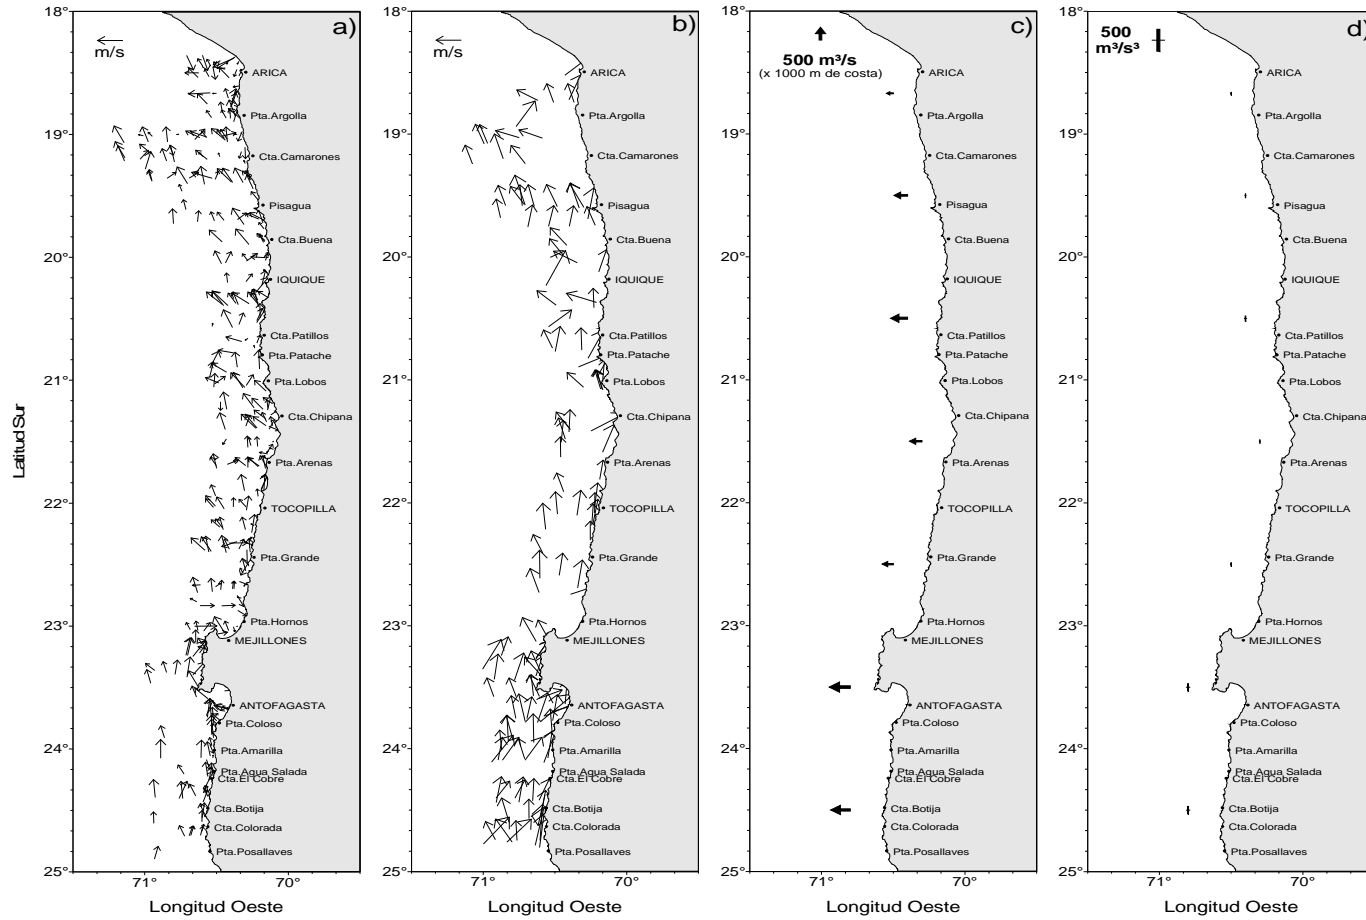 a)
18°
19°
20°
21°
22°
23°
24°
25°
Latitud Sur
m/s
ARICA
Pta.Argolla
Cta.Camarones
Pisagua
Cta.Buena
IQUIQUE
Cta.Patillos
Pta.Patache
Pta.Lobos
Cta.Chipana
Pta.Arenas
TOCOPILLA
Pta.Grande
Pta.Hornos
MEJILLONES
ANTOFAGASTA
Pta.Coloso
Pta.Amarilla
Pta.Agua Salada
Cta.El Cobre
Cta.Botija
Cta.Colorada
Pta.Posallaves
71°
70°
Longitud Oeste
b)
18°
19°
20°
21°
22°
23°
24°
25°
m/s
ARICA
Pta.Argolla
Cta.Camarones
Pisagua
Cta.Buena
IQUIQUE
Cta.Patillos
Pta.Patache
Pta.Lobos
Cta.Chipana
Pta.Arenas
TOCOPILLA
Pta.Grande
Pta.Hornos
MEJILLONES
ANTOFAGASTA
Pta.Coloso
Pta.Amarilla
Pta.Agua Salada
Cta.El Cobre
Cta.Botija
Cta.Colorada
Pta.Posallaves
71°
70°
Longitud Oeste
c)
18°
19°
20°
21°
22°
23°
24°
25°
500 m³/s
(x 1000 m de costa)
ARICA
Pta.Argolla
Cta.Camarones
Pisagua
Cta.Buena
IQUIQUE
Cta.Patillos
Pta.Patache
Pta.Lobos
Cta.Chipana
Pta.Arenas
TOCOPILLA
Pta.Grande
Pta.Hornos
MEJILLONES
ANTOFAGASTA
Pta.Coloso
Pta.Amarilla
Pta.Agua Salada
Cta.El Cobre
Cta.Botija
Cta.Colorada
Pta.Posallaves
71°
70°
Longitud Oeste
d)
18°
19°
20°
21°
22°
23°
24°
25°
500
m³/s³
ARICA
Pta.Argolla
Cta.Camarones
Pisagua
Cta.Buena
IQUIQUE
Cta.Patillos
Pta.Patache
Pta.Lobos
Cta.Chipana
Pta.Arenas
TOCOPILLA
Pta.Grande
Pta.Hornos
MEJILLONES
ANTOFAGASTA
Pta.Coloso
Pta.Amarilla
Pta.Agua Salada
Cta.El Cobre
Cta.Botija
Cta.Colorada
Pta.Posallaves
71°
70°
Longitud Oeste